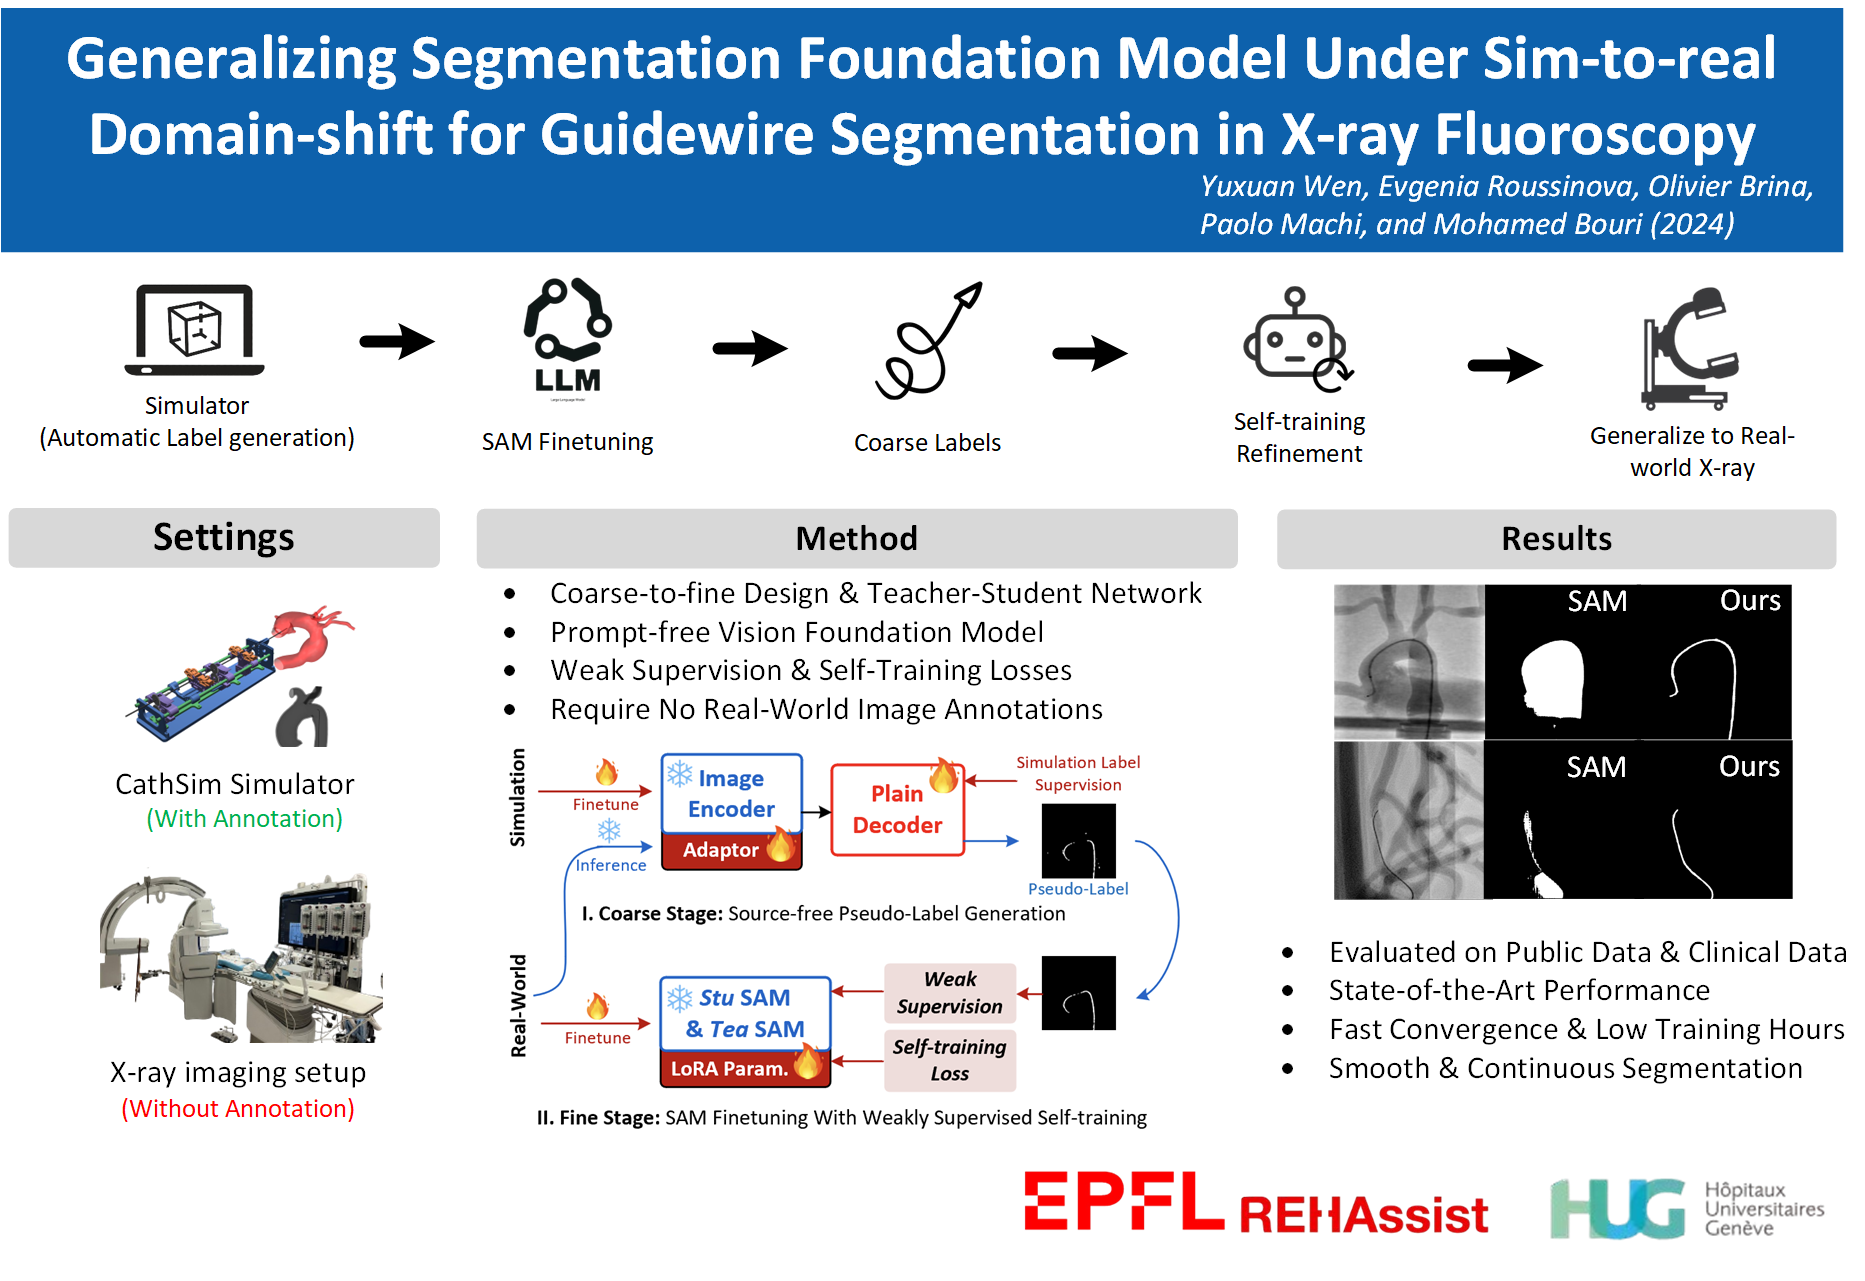 Generalizing Segmentation Foundation Model Under Sim-to-real
Domain-shift for Guidewire Segmentation in X-ray Fluoroscopy
Yuxuan Wen, Evgenia Roussinova, Olivier Brina,
Paolo Machi, and Mohamed Bouri (2024)
Simulator
(Automatic Label generation)
LLM
Large Language Model
SAM Finetuning
Coarse Labels
Self-training
Refinement
Generalize to Real-
world X-ray
Settings
CathSim Simulator
(With Annotation)
X-ray imaging setup
(Without Annotation)
Method
• Coarse-to-fine Design & Teacher-Student Network
• Prompt-free Vision Foundation Model
• Weak Supervision & Self-Training Losses
• Require No Real-World Image Annotations
Simulation
Finetune
Inference
Image
Encoder
Adaptor
Plain
Decoder
Simulation Label
Supervision
Pseudo-Label
I. Coarse Stage: Source-free Pseudo-Label Generation
Real-World
Finetune
Stu SAM
& Tea SAM
LoRA Param.
Weak
Supervision
Self-training
Loss
II. Fine Stage: SAM Finetuning With Weakly Supervised Self-training
Results
SAM
Ours
SAM
Ours
• Evaluated on Public Data & Clinical Data
• State-of-the-Art Performance
• Fast Convergence & Low Training Hours
• Smooth & Continuous Segmentation
EPFL
REHAssist
HUG
Hôpitaux
Universitaires
Genève